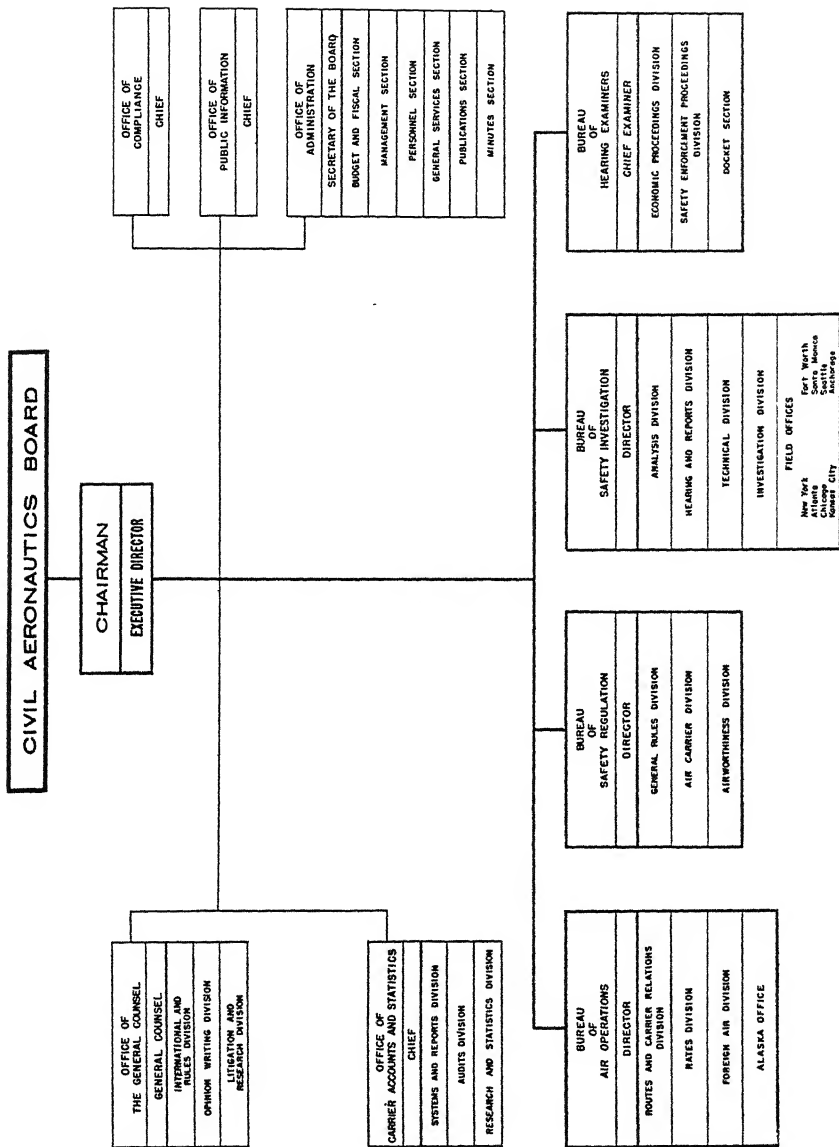 CIVIL AERONAUTICS BOARD
CHAIRMAN
EXECUTIVE DIRECTOR
OFFICE OF
THE GENERAL COUNSEL
GENERAL COUNSEL
INTERNATIONAL AND
RULES DIVISION
OPINION WRITING DIVISION
LITIGATION AND
RESEARCH DIVISION
OFFICE OF
CARRIER ACCOUNTS AND STATISTICS
CHIEF
SYSTEMS AND REPORTS DIVISION
AUDITS DIVISION
RESEARCH AND STATISTICS DIVISION
OFFICE OF
COMPLIANCE
CHIEF
OFFICE OF
PUBLIC INFORMATION
CHIEF
OFFICE OF
ADMINISTRATION
SECRETARY OF THE BOARD
BUDGET AND FISCAL SECTION
MANAGEMENT SECTION
PERSONNEL SECTION
GENERAL SERVICES SECTION
PUBLICATIONS SECTION
MINUTES SECTION
BUREAU
OF
AIR OPERATIONS
DIRECTOR
ROUTES AND CARRIER RELATIONS
DIVISION
RATES DIVISION
FOREIGN AIR DIVISION
ALASKA OFFICE
BUREAU
OF
SAFETY REGULATION
DIRECTOR
GENERAL RULES DIVISION
AIR CARRIER DIVISION
AIRWORTHINESS DIVISION
BUREAU
OF
SAFETY INVESTIGATION
DIRECTOR
ANALYSIS DIVISION
HEARING AND REPORTS DIVISION
TECHNICAL DIVISION
INVESTIGATION DIVISION
FIELD OFFICES
New York Fort Worth
Atlanta Santa Monica
Chicago Seattle
Kansas City Anchorage
BUREAU
OF
HEARING EXAMINERS
CHIEF EXAMINER
ECONOMIC PROCEEDINGS DIVISION
SAFETY ENFORCEMENT PROCEEDINGS
DIVISION
DOCKET SECTION